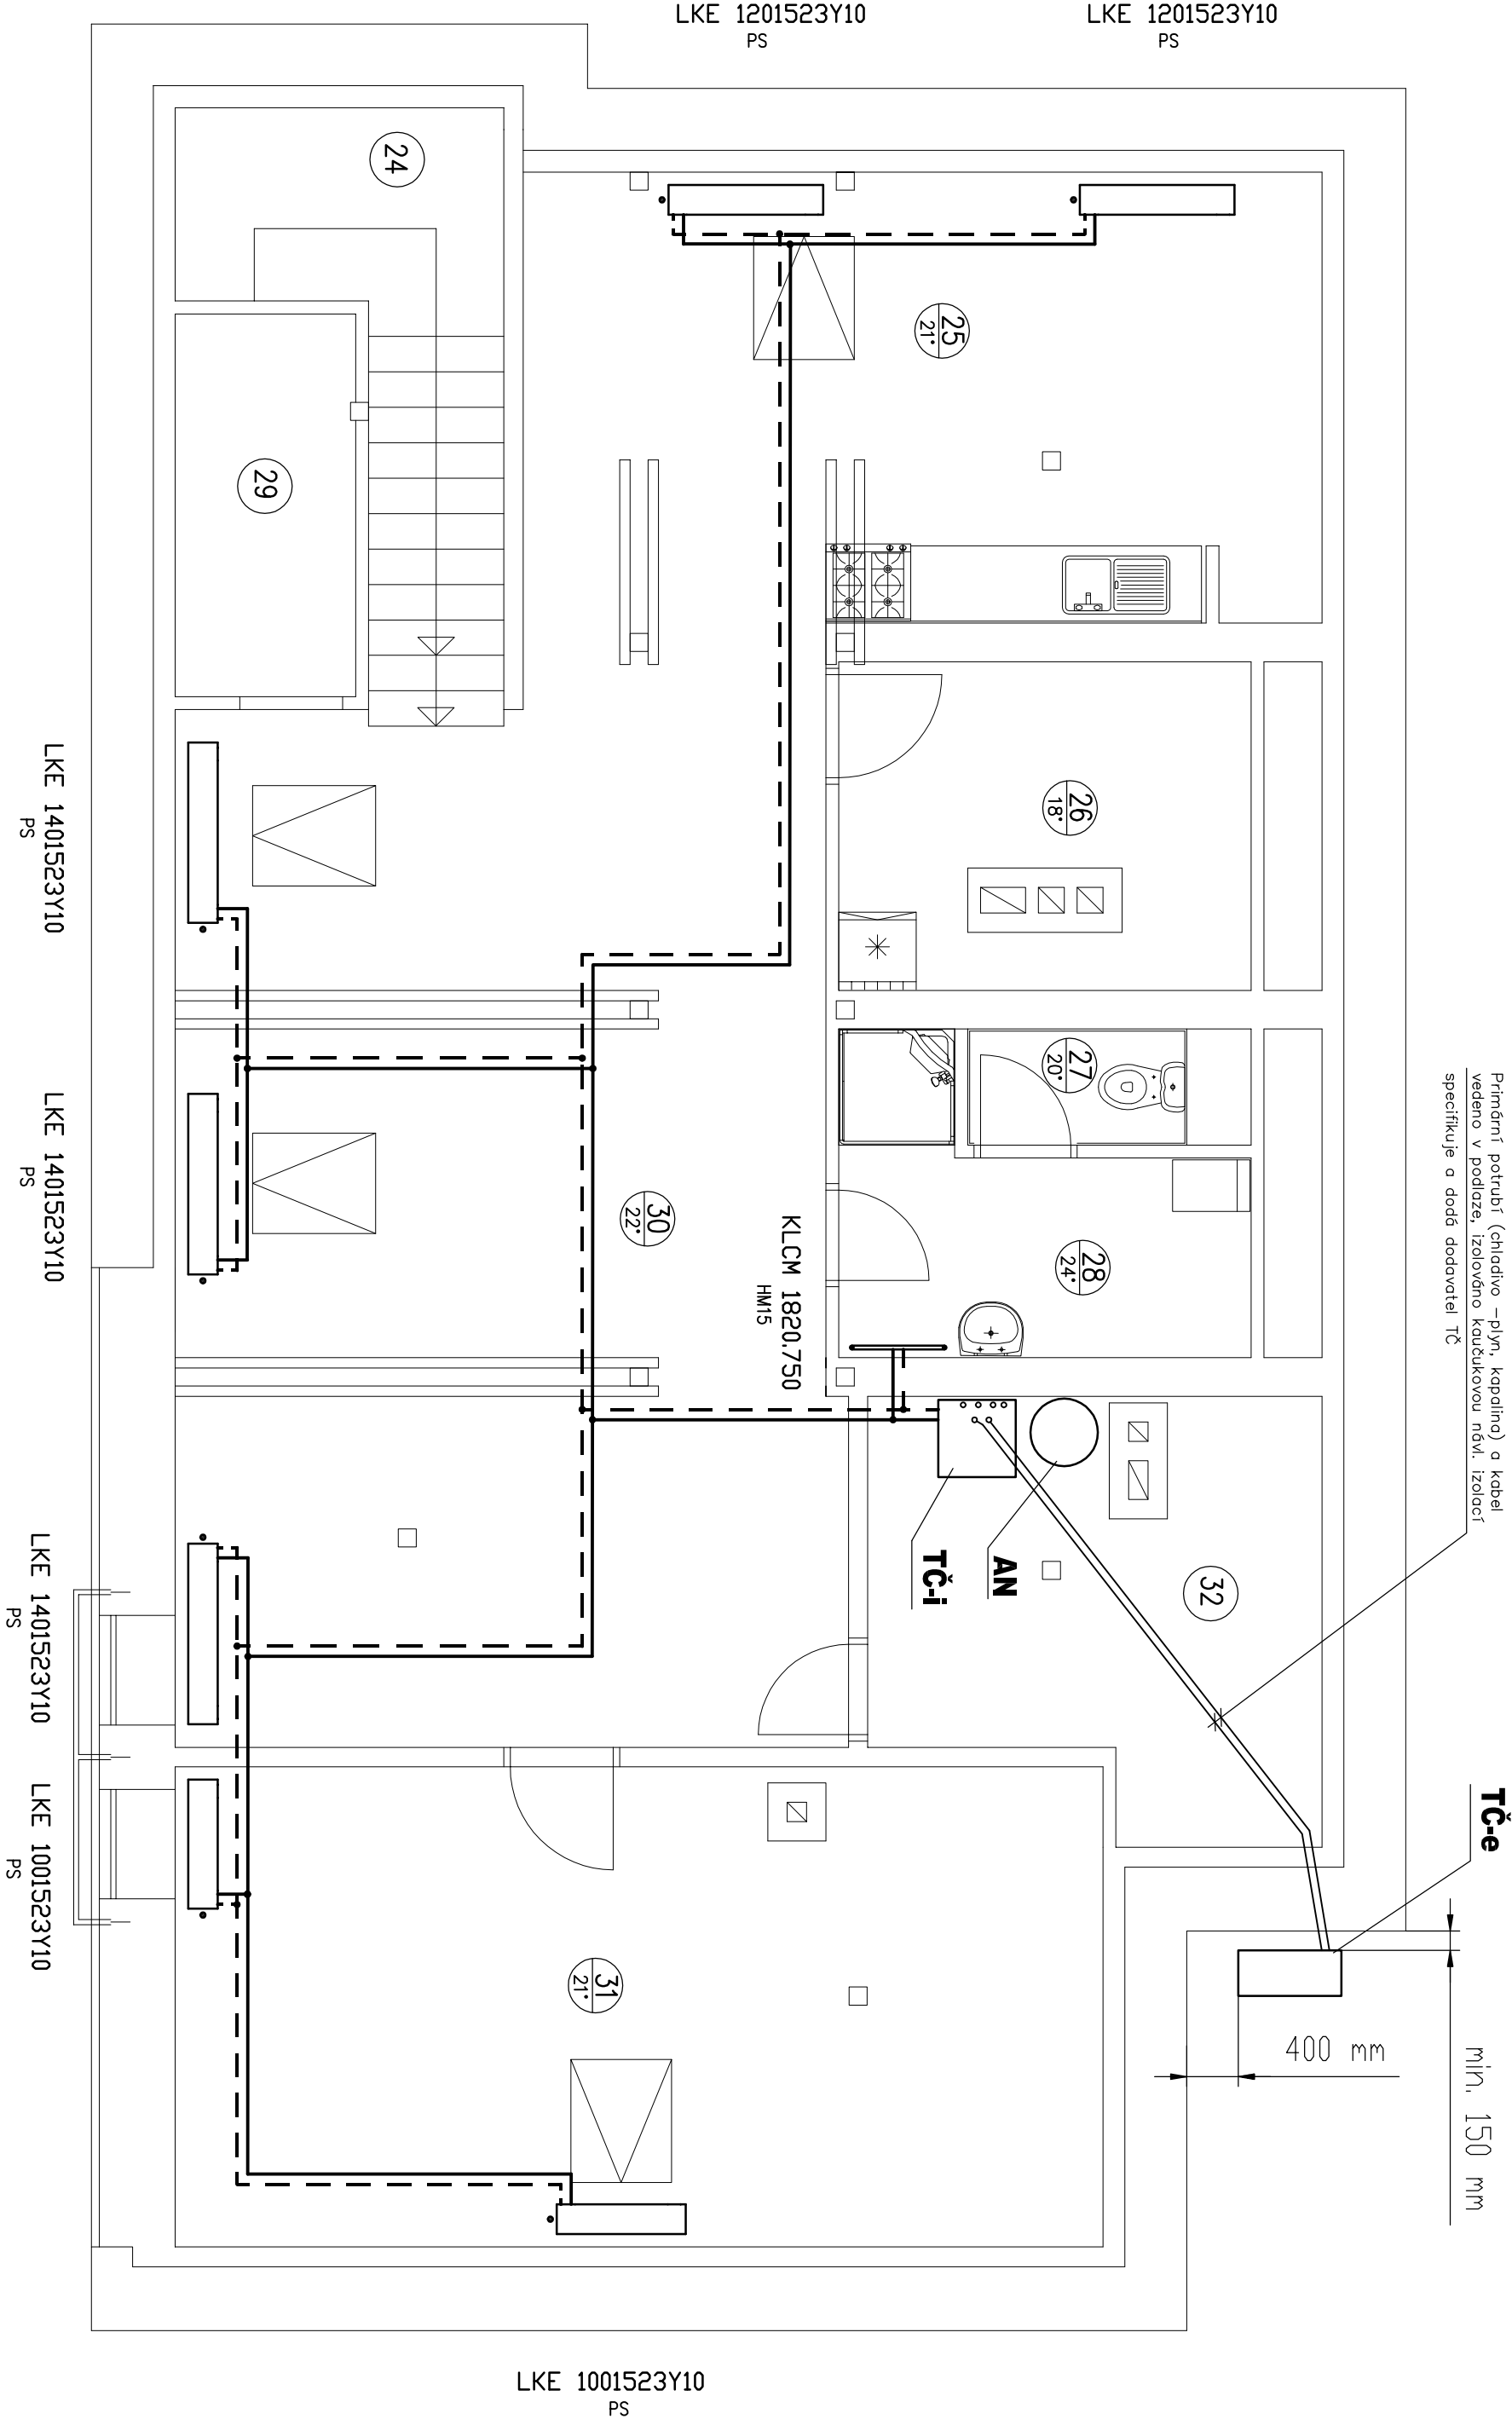 LKE 1201523Y10
PS
LKE 1201523Y10
PS
24
25
21°
29
26
18°
LKE 1401523Y10
PS
27
20°
LKE 1401523Y10
PS
30
22°
28
24°
KLCM 1820.750
HM15
Primární potrubí (chladivo -plyn, kapalina) a kabel
vedeno v podlaze, izolováno kaučukovou návl. izolací
specifikuje a dodá dodavatel TČ
TČ-i
AN
32
LKE 1401523Y10
PS
LKE 1001523Y10
PS
TČ-e
31
21°
400 mm
min. 150 mm
LKE 1001523Y10
PS